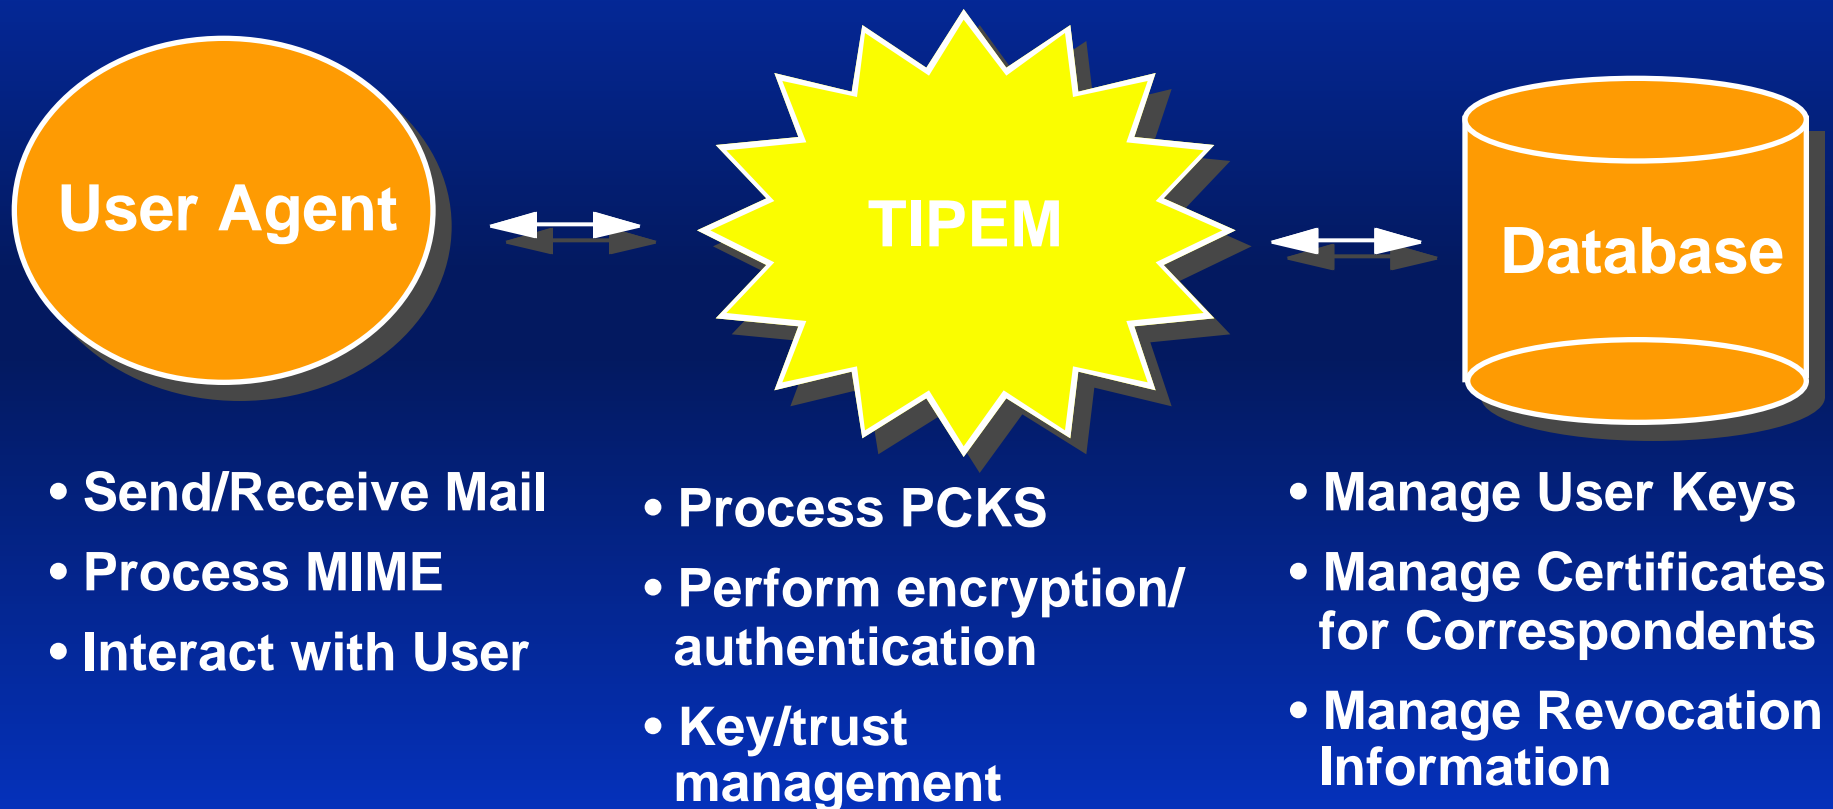 User Agent
TIPEM
Database
• Send/Receive Mail
• Process MIME
• Interact with User
• Process PCKS
• Perform encryption/
authentication
• Key/trust
management
• Manage User Keys
• Manage Certificates
for Correspondents
• Manage Revocation
Information